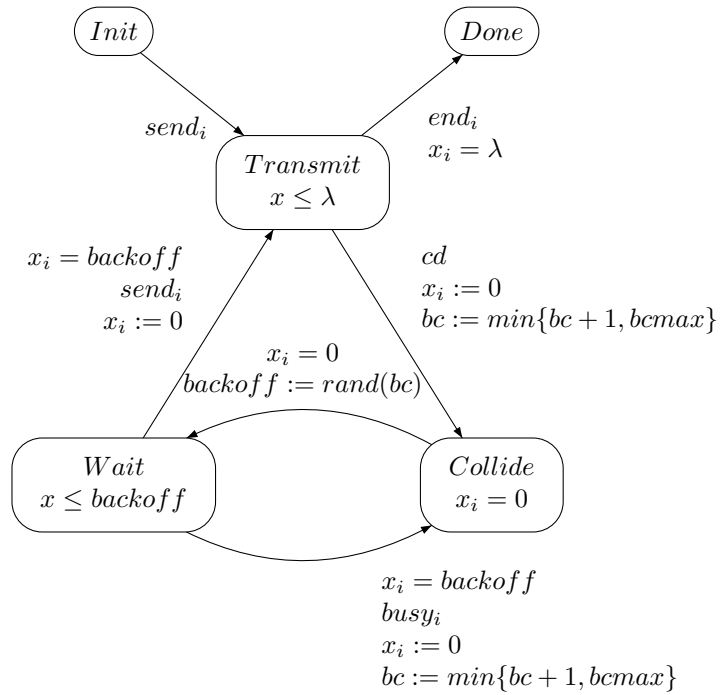 Init
Done
send_i
end_i
x_i = λ
Transmit
x ≤ λ
x_i = backoff
send_i
x_i := 0
cd
x_i := 0
bc := min{bc + 1, bcmax}
x_i = 0
backoff := rand(bc)
Wait
x ≤ backoff
Collide
x_i = 0
x_i = backoff
busy_i
x_i := 0
bc := min{bc + 1, bcmax}